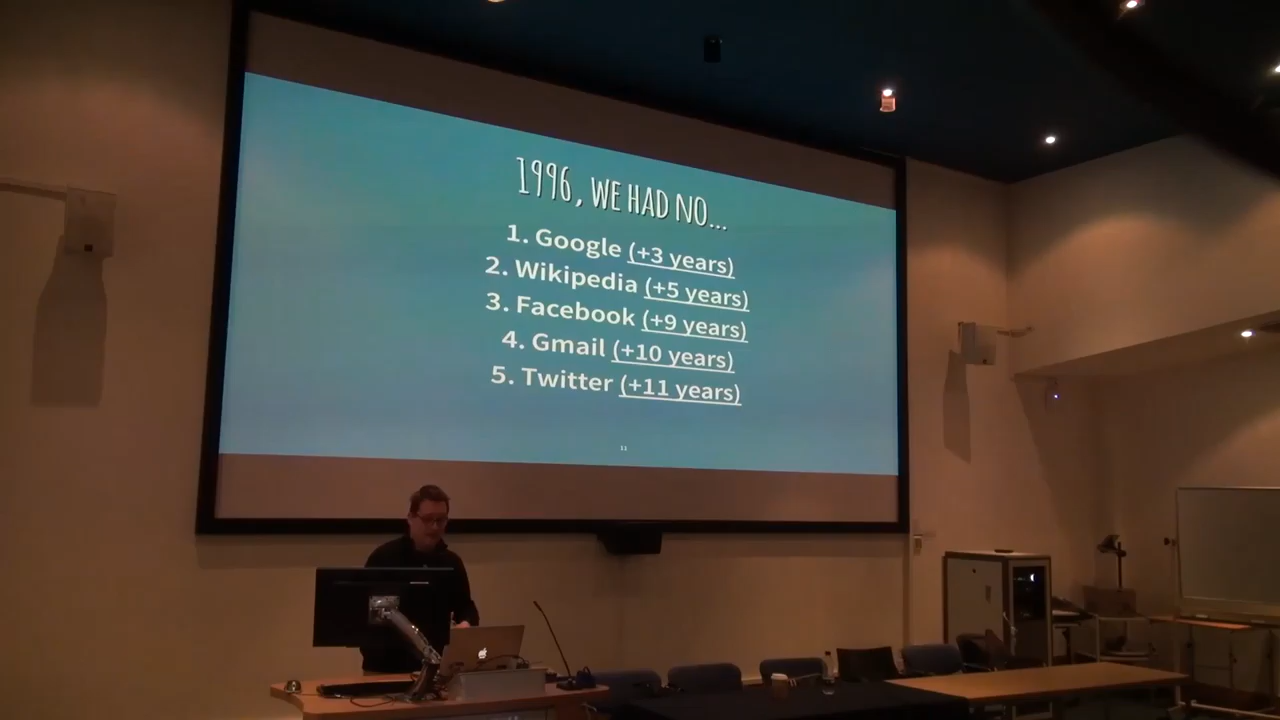 1996, WE HAD NO...
1. Google (+3 years)
2. Wikipedia (+5 years)
3. Facebook (+9 years)
4. Gmail (+10 years)
5. Twitter (+11 years)
11